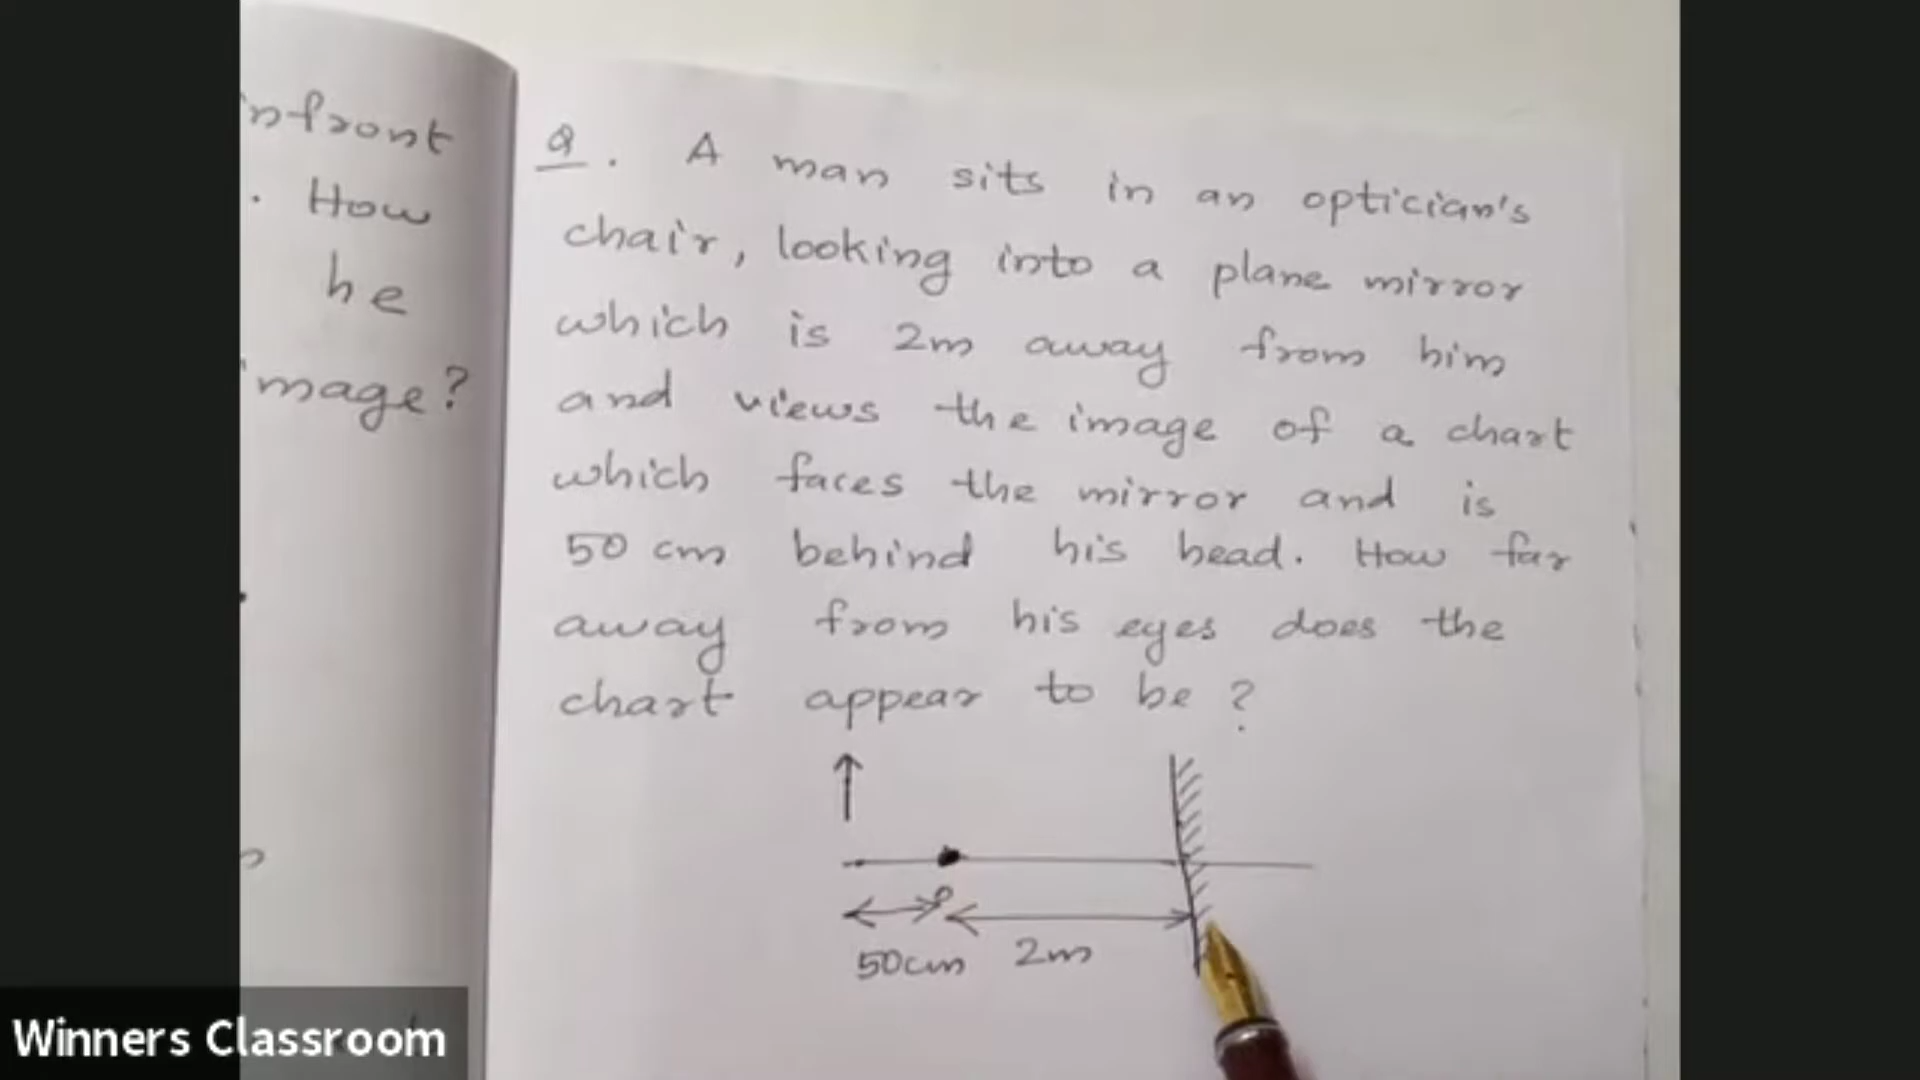 nfront
. How
he
image?
Q. A man sits in an optician's
chair, looking into a plane mirror
which is 2m away from him
and views the image of a chart
which faces the mirror and is
50 cm behind his head. How far
away from his eyes does the
chart appear to be?
50cm 2m
Winners Classroom